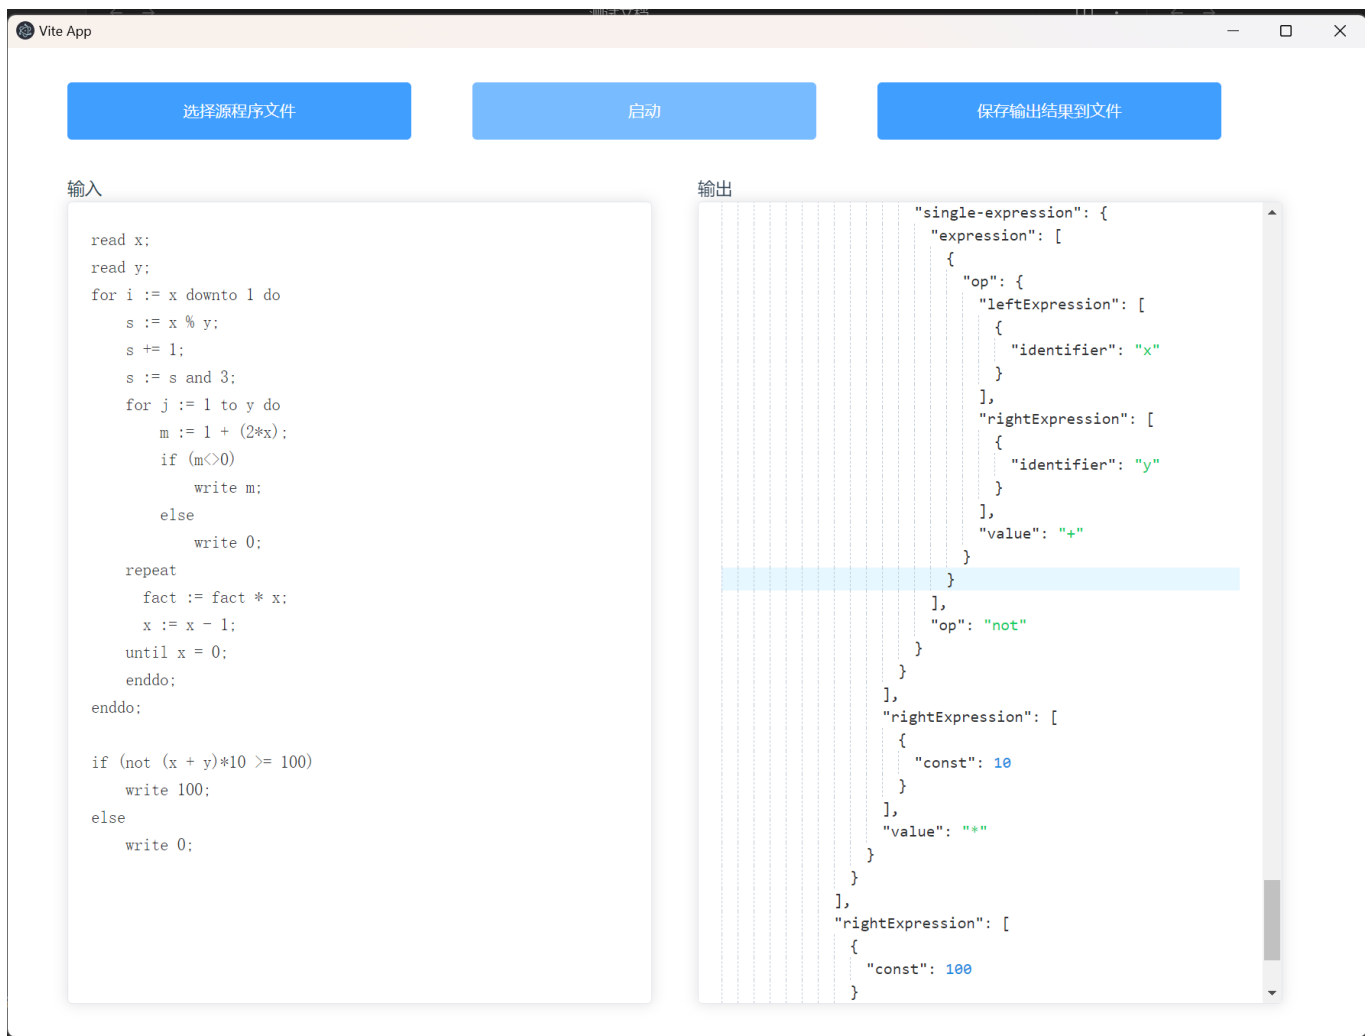 Vite App
选择源程序文件
启动
保存输出结果到文件
输入
read x;
read y;
for i := x downto 1 do
    s := x % y;
    s += 1;
    s := s and 3;
    for j := 1 to y do
        m := 1 + (2*x);
        if (m<>0)
            write m;
        else
            write 0;
    repeat
      fact := fact * x;
      x := x - 1;
    until x = 0;
    enddo;
enddo;

if (not (x + y)*10 >= 100)
    write 100;
else
    write 0;
输出
"single-expression": {
  "expression": [
    {
      "op": {
        "leftExpression": [
          {
            "identifier": "x"
          }
        ],
        "rightExpression": [
          {
            "identifier": "y"
          }
        ],
        "value": "+"
      }
    }
  ],
  "op": "not"
}
}
],
"rightExpression": [
  {
    "const": 10
  }
],
"value": "*"
}
}
],
"rightExpression": [
  {
    "const": 100
  }